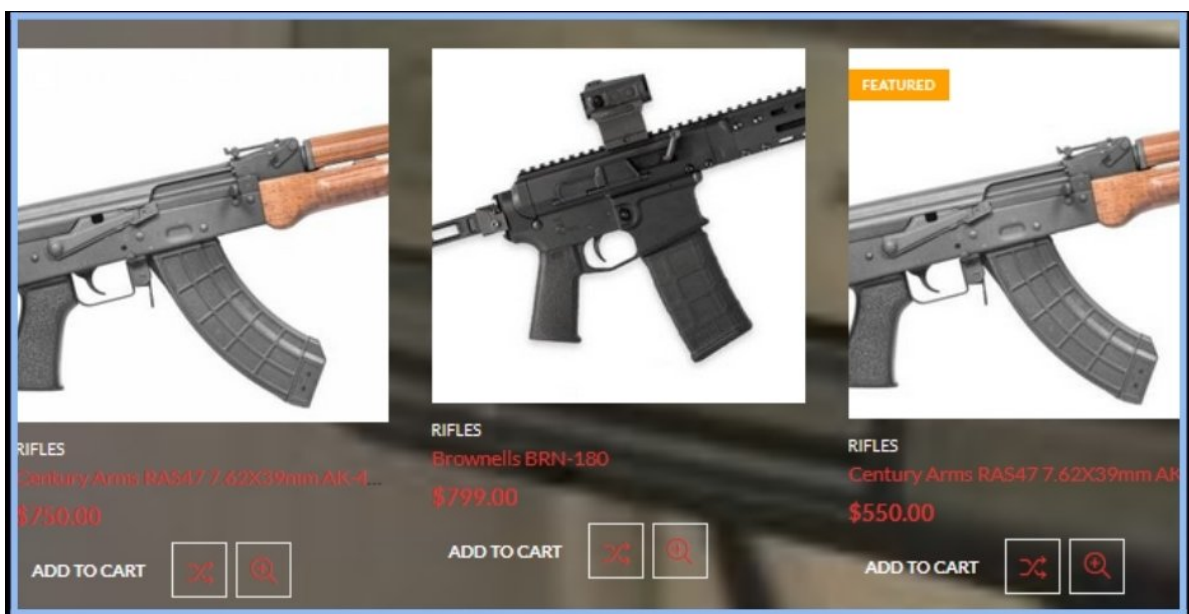 FEATURED
RIFLES
Century Arms RAS47 7.62X39mm AK-4...
$750.00
ADD TO CART
RIFLES
Brownells BRN-180
$799.00
ADD TO CART
RIFLES
Century Arms RAS47 7.62X39mm AK
$550.00
ADD TO CART